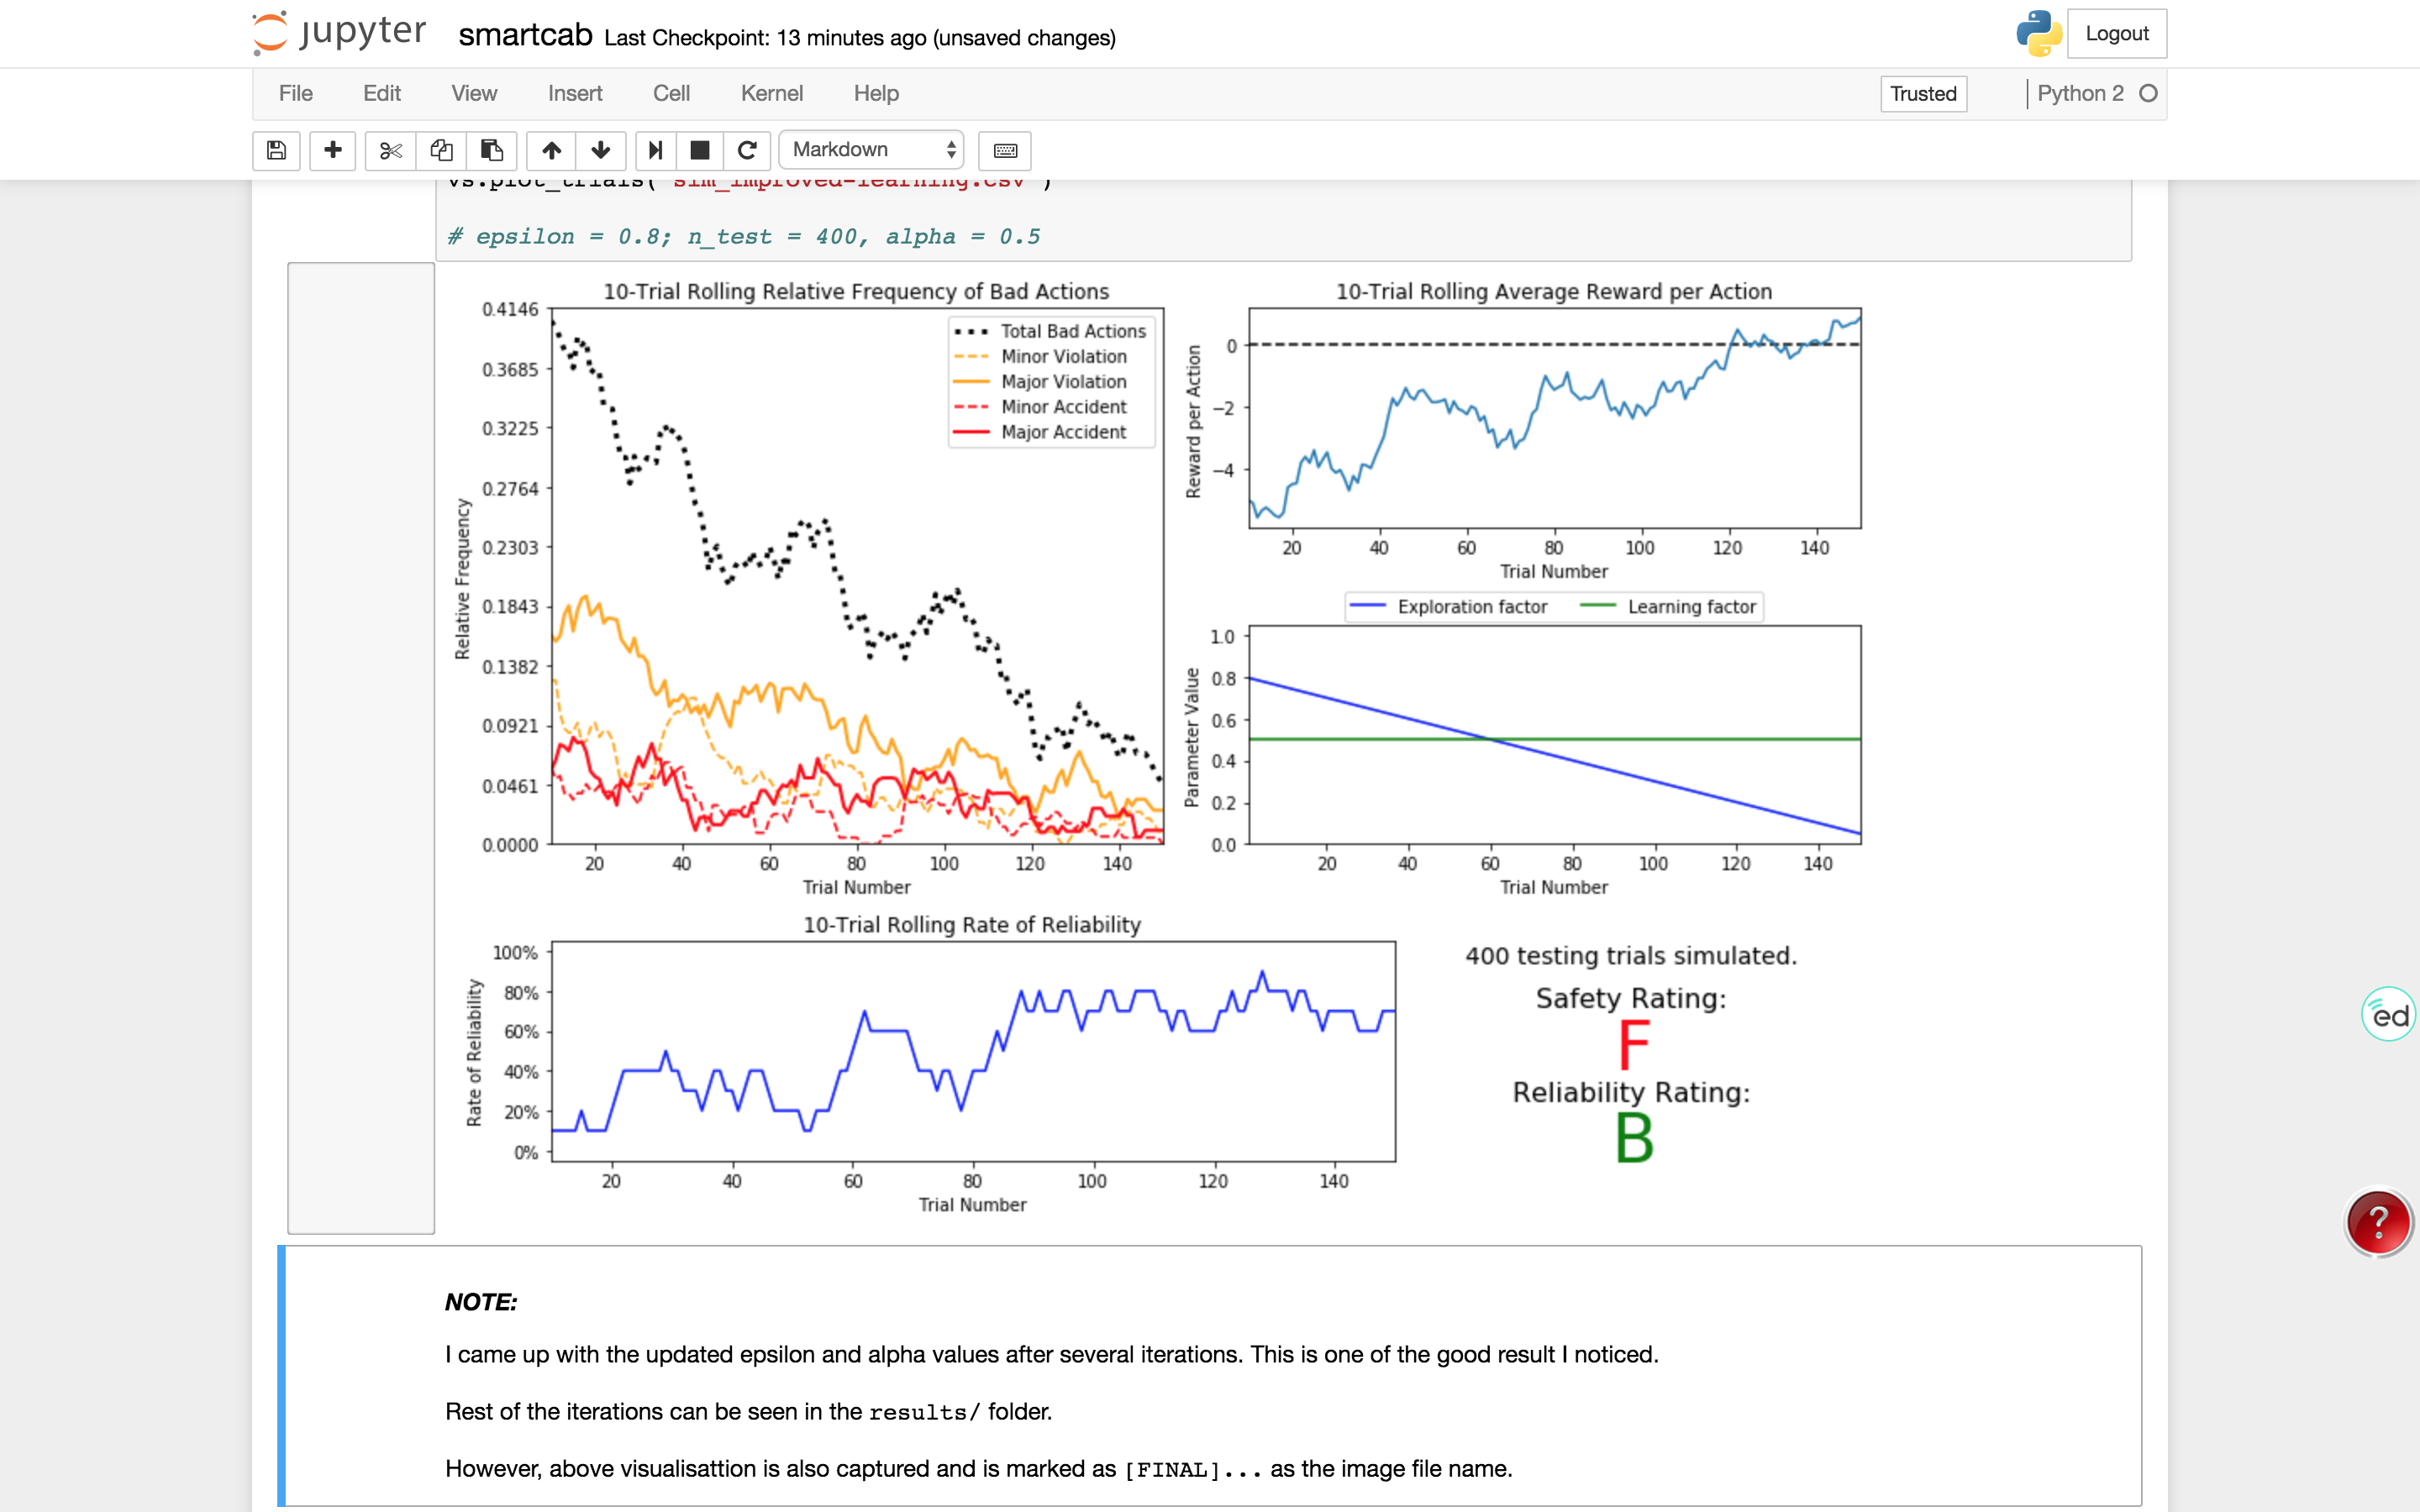 jupyter smartcab Last Checkpoint: 13 minutes ago (unsaved changes)
Logout
File Edit View Insert Cell Kernel Help
Trusted Python 2
Markdown
vs.plot_trials('sim_improved-learning.csv')
# epsilon = 0.8; n_test = 400, alpha = 0.5
10-Trial Rolling Relative Frequency of Bad Actions
0.4146
0.3685
0.3225
0.2764
0.2303
0.1843
0.1382
0.0921
0.0461
0.0000
Relative Frequency
Total Bad Actions
Minor Violation
Major Violation
Minor Accident
Major Accident
20 40 60 80 100 120 140
Trial Number
10-Trial Rolling Average Reward per Action
0
−2
−4
Reward per Action
20 40 60 80 100 120 140
Trial Number
Exploration factor Learning factor
1.0
0.8
0.6
0.4
0.2
0.0
Parameter Value
20 40 60 80 100 120 140
Trial Number
10-Trial Rolling Rate of Reliability
100%
80%
60%
40%
20%
0%
Rate of Reliability
20 40 60 80 100 120 140
Trial Number
400 testing trials simulated.
Safety Rating:
F
Reliability Rating:
B
ed
?
NOTE:
I came up with the updated epsilon and alpha values after several iterations. This is one of the good result I noticed.
Rest of the iterations can be seen in the results/ folder.
However, above visualisattion is also captured and is marked as [FINAL]... as the image file name.